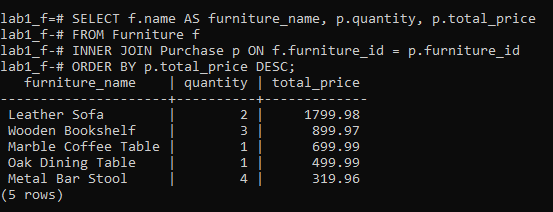 lab1_f=# SELECT f.name AS furniture_name, p.quantity, p.total_price
lab1_f-# FROM Furniture f
lab1_f-# INNER JOIN Purchase p ON f.furniture_id = p.furniture_id
lab1_f-# ORDER BY p.total_price DESC;
   furniture_name    | quantity | total_price
---------------------+----------+-------------
 Leather Sofa        |        2 |     1799.98
 Wooden Bookshelf    |        3 |      899.97
 Marble Coffee Table |        1 |      699.99
 Oak Dining Table    |        1 |      499.99
 Metal Bar Stool     |        4 |      319.96
(5 rows)